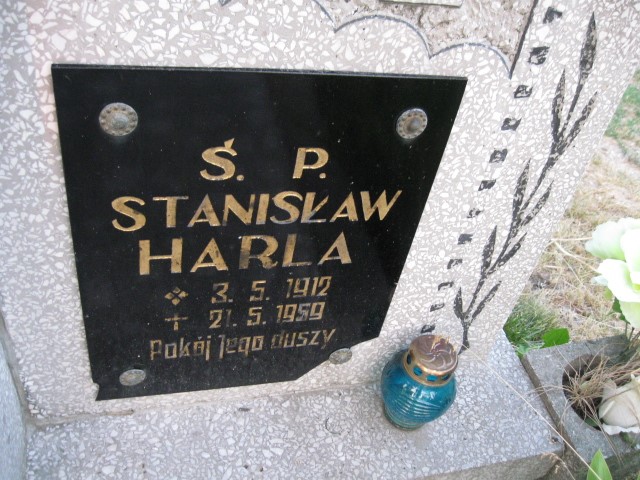 Ś. P.
STANISŁAW
HARLA
3. 5. 1912
21. 5. 1959
Pokój Jego duszy